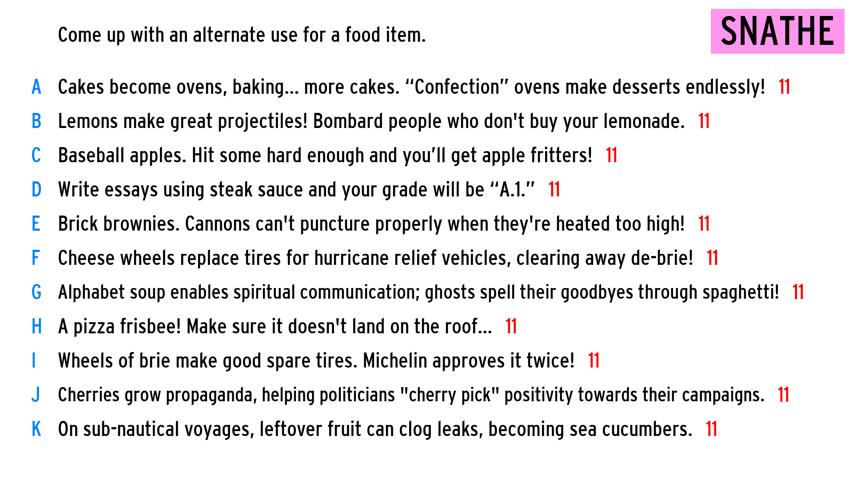 Come up with an alternate use for a food item.
SNATHE
A Cakes become ovens, baking... more cakes. “Confection” ovens make desserts endlessly! 11
B Lemons make great projectiles! Bombard people who don't buy your lemonade. 11
C Baseball apples. Hit some hard enough and you’ll get apple fritters! 11
D Write essays using steak sauce and your grade will be “A.1.” 11
E Brick brownies. Cannons can't puncture properly when they're heated too high! 11
F Cheese wheels replace tires for hurricane relief vehicles, clearing away de-brie! 11
G Alphabet soup enables spiritual communication; ghosts spell their goodbyes through spaghetti! 11
H A pizza frisbee! Make sure it doesn't land on the roof... 11
I Wheels of brie make good spare tires. Michelin approves it twice! 11
J Cherries grow propaganda, helping politicians "cherry pick" positivity towards their campaigns. 11
K On sub-nautical voyages, leftover fruit can clog leaks, becoming sea cucumbers. 11